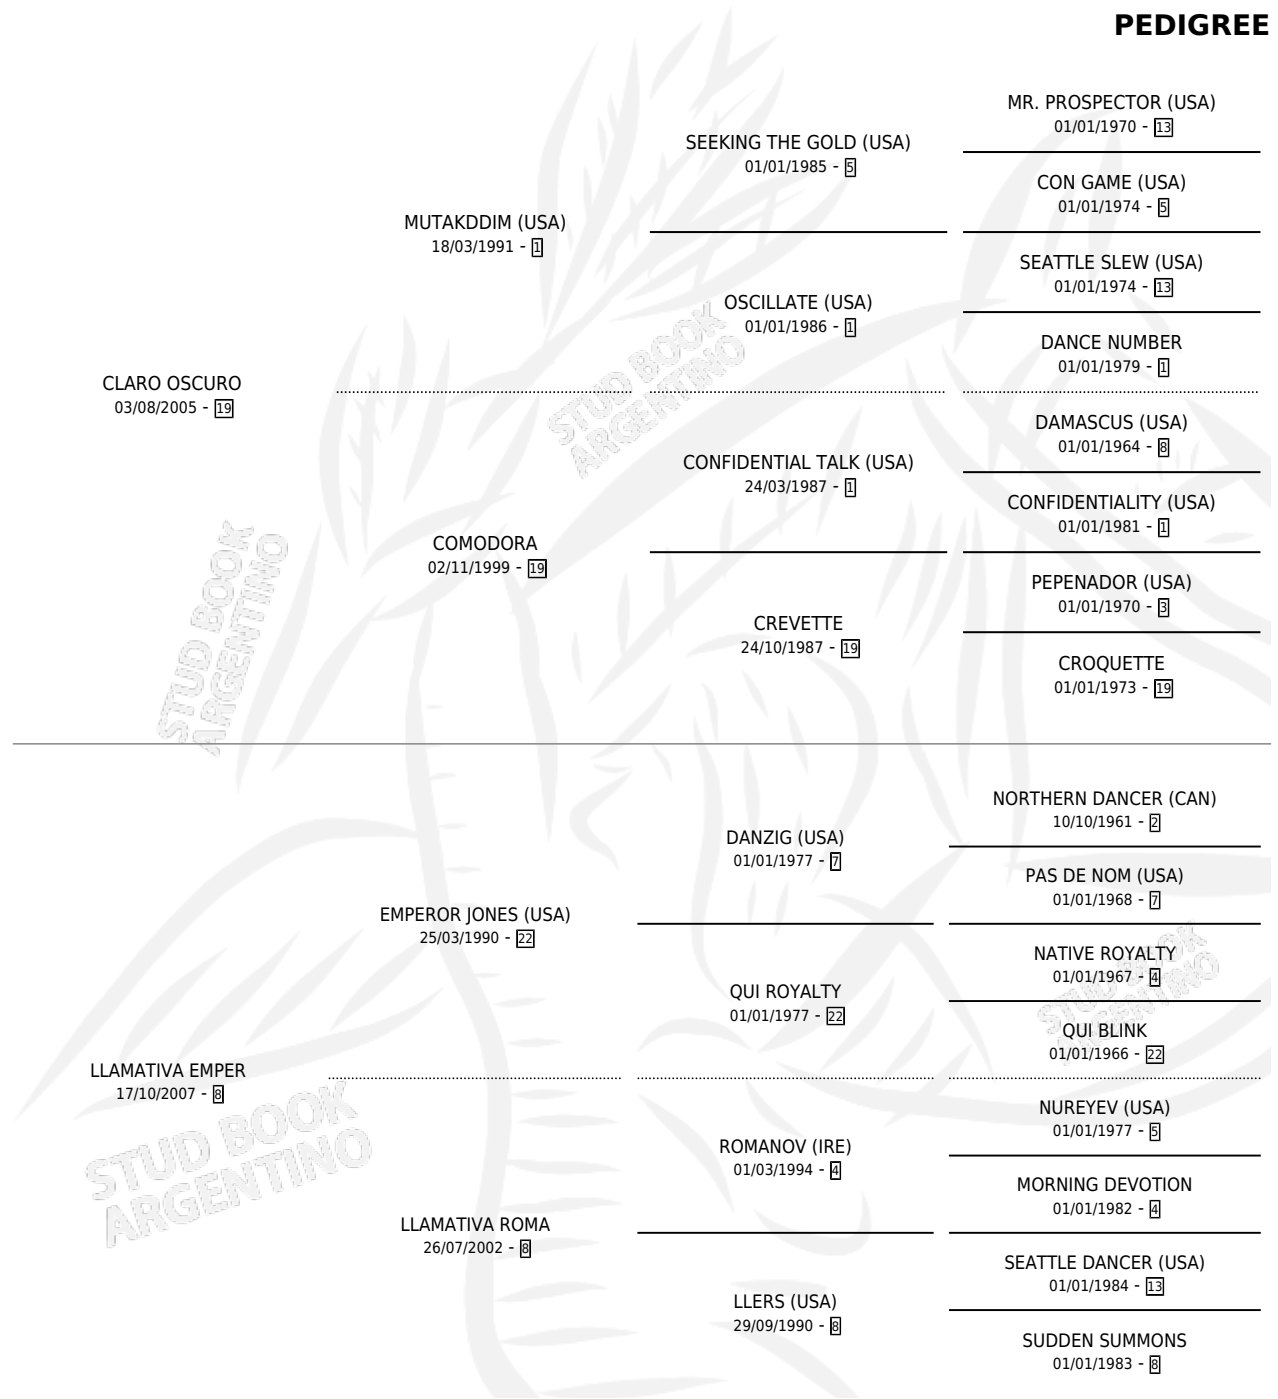 PEDIGREE
MR. PROSPECTOR (USA)
01/01/1970 - 13
SEEKING THE GOLD (USA)
01/01/1985 - 5
CON GAME (USA)
01/01/1974 - 5
MUTAKDDIM (USA)
18/03/1991 - 1
SEATTLE SLEW (USA)
01/01/1974 - 13
OSCILLATE (USA)
01/01/1986 - 1
DANCE NUMBER
01/01/1979 - 1
CLARO OSCURO
03/08/2005 - 19
DAMASCUS (USA)
01/01/1964 - 8
CONFIDENTIAL TALK (USA)
24/03/1987 - 1
CONFIDENTIALITY (USA)
01/01/1981 - 1
COMODORA
02/11/1999 - 19
PEPENADOR (USA)
01/01/1970 - 3
CREVETTE
24/10/1987 - 19
CROQUETTE
01/01/1973 - 19
NORTHERN DANCER (CAN)
10/10/1961 - 2
DANZIG (USA)
01/01/1977 - 7
PAS DE NOM (USA)
01/01/1968 - 7
EMPEROR JONES (USA)
25/03/1990 - 22
NATIVE ROYALTY
01/01/1967 - 4
QUI ROYALTY
01/01/1977 - 22
QUI BLINK
01/01/1966 - 22
LLAMATIVA EMPER
17/10/2007 - 8
NUREYEV (USA)
01/01/1977 - 5
ROMANOV (IRE)
01/03/1994 - 4
MORNING DEVOTION
01/01/1982 - 4
LLAMATIVA ROMA
26/07/2002 - 8
SEATTLE DANCER (USA)
01/01/1984 - 13
LLERS (USA)
29/09/1990 - 8
SUDDEN SUMMONS
01/01/1983 - 8
STUD BOOK
ARGENTINO
STUD BOOK
ARGENTINO
STUD BOOK
ARGENTINO
STUD BOOK
ARGENTINO